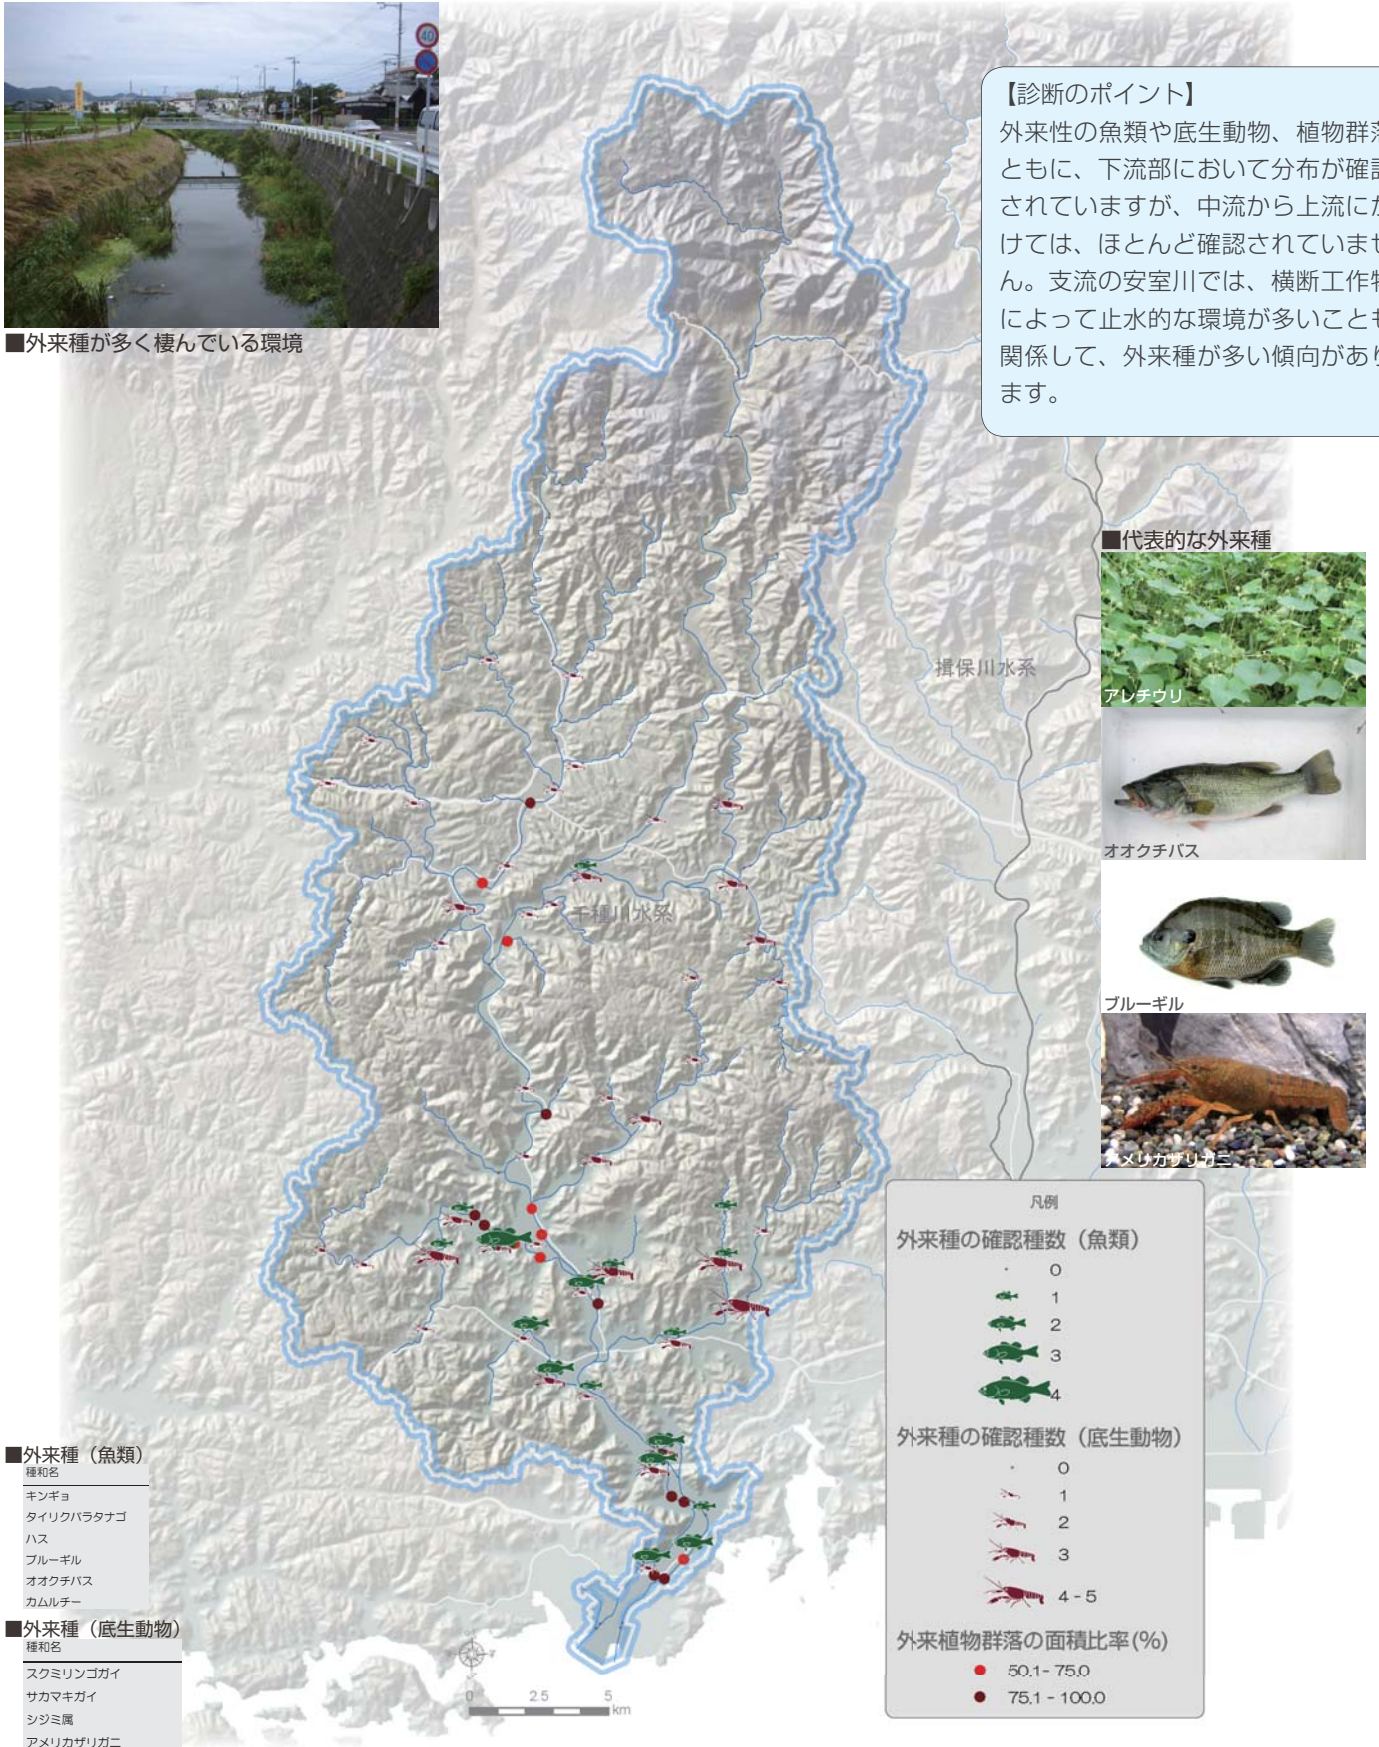 40
■外来種が多く棲んでいる環境
【診断のポイント】
外来性の魚類や底生動物、植物群落
ともに、下流部において分布が確認
されていますが、中流から上流にか
けては、ほとんど確認されていませ
ん。支流の安室川では、横断工作物
によって止水的な環境が多いことも
関係して、外来種が多い傾向があり
ます。
■代表的な外来種
アレチウリ
オオクチバス
ブルーギル
アメリカザリガニ
揖保川水系
千種川水系
凡例
外来種の確認種数（魚類）
0
1
2
3
4
外来種の確認種数（底生動物）
0
1
2
3
4 - 5
外来植物群落の面積比率(%)
50.1 - 75.0
75.1 - 100.0
■外来種（魚類）
種和名
キンギョ
タイリクバラタナゴ
ハス
ブルーギル
オオクチバス
カムルチー
■外来種（底生動物）
種和名
スクミリンゴガイ
サカマキガイ
シジミ属
アメリカザリガニ
0 2.5 5
km